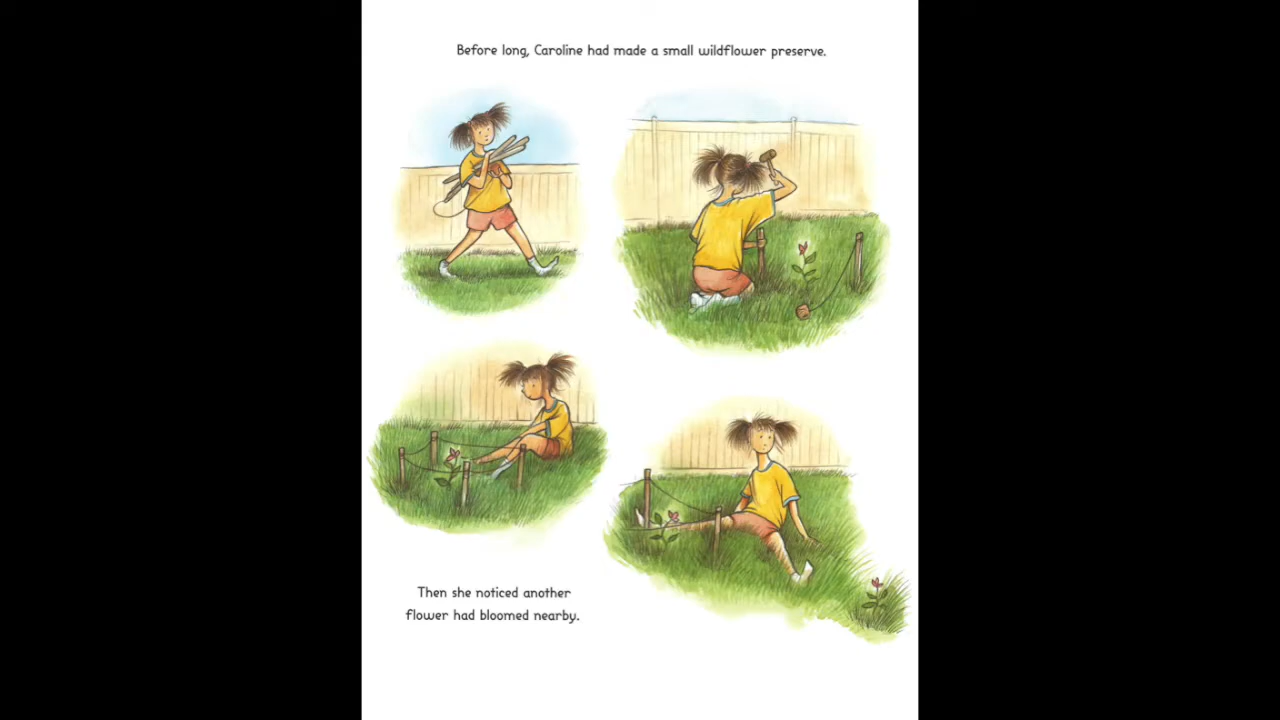 Before long, Caroline had made a small wildflower preserve.
Then she noticed another
flower had bloomed nearby.